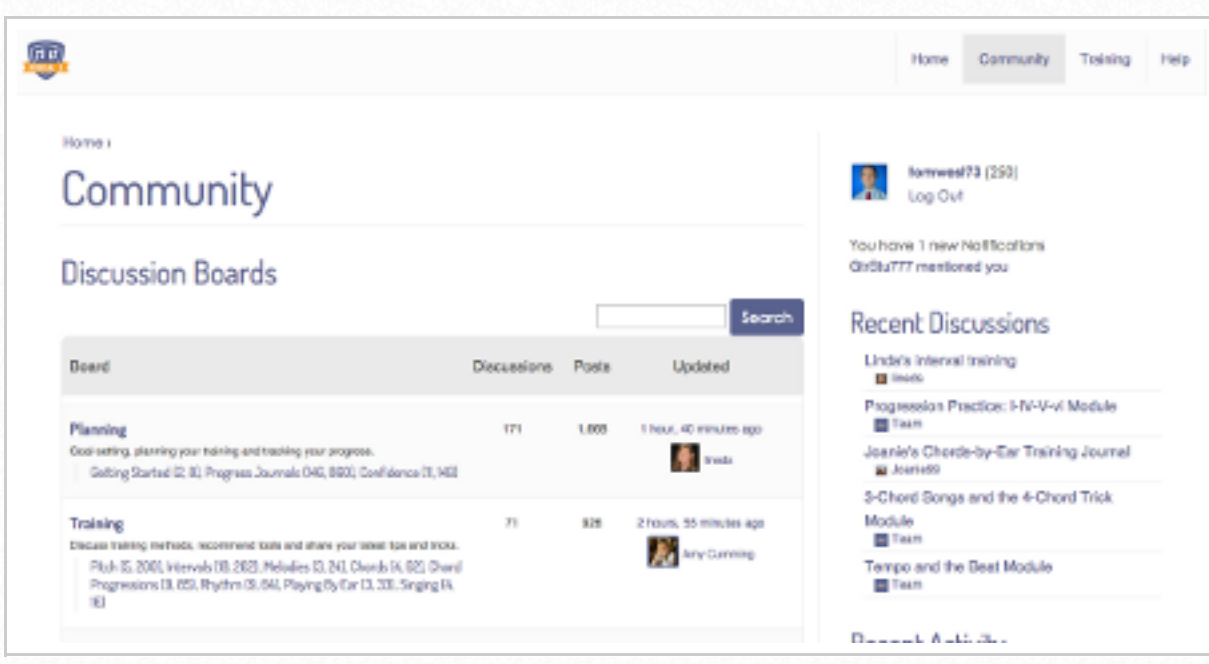 Home
Community
Training
Help
Home ›
Community
Discussion Boards
Search
Board Discussions Posts Updated
Planning 171 1 hour, 40 minutes ago
Goal-setting, planning your training and tracking your progress.
lineda
Getting Started Progress Journals Confidence
Training 71 2 hours, 55 minutes ago
Discuss training methods, recommend tools and share your latest tips and tricks.
Amy Cumming
Pitch Intervals Melodies Chords Chord
Progressions Rhythm Playing By Ear Singing
tomwest73
Log Out
You have 1 new Notifications
GtrStu777 mentioned you
Recent Discussions
Linda's Interval training
lineda
Progression Practice: I-IV-V-vi Module
Team
Joanie's Chords-by-Ear Training Journal
Joanie99
3-Chord Songs and the 4-Chord Trick
Module
Team
Tempo and the Beat Module
Team
Recent Activity